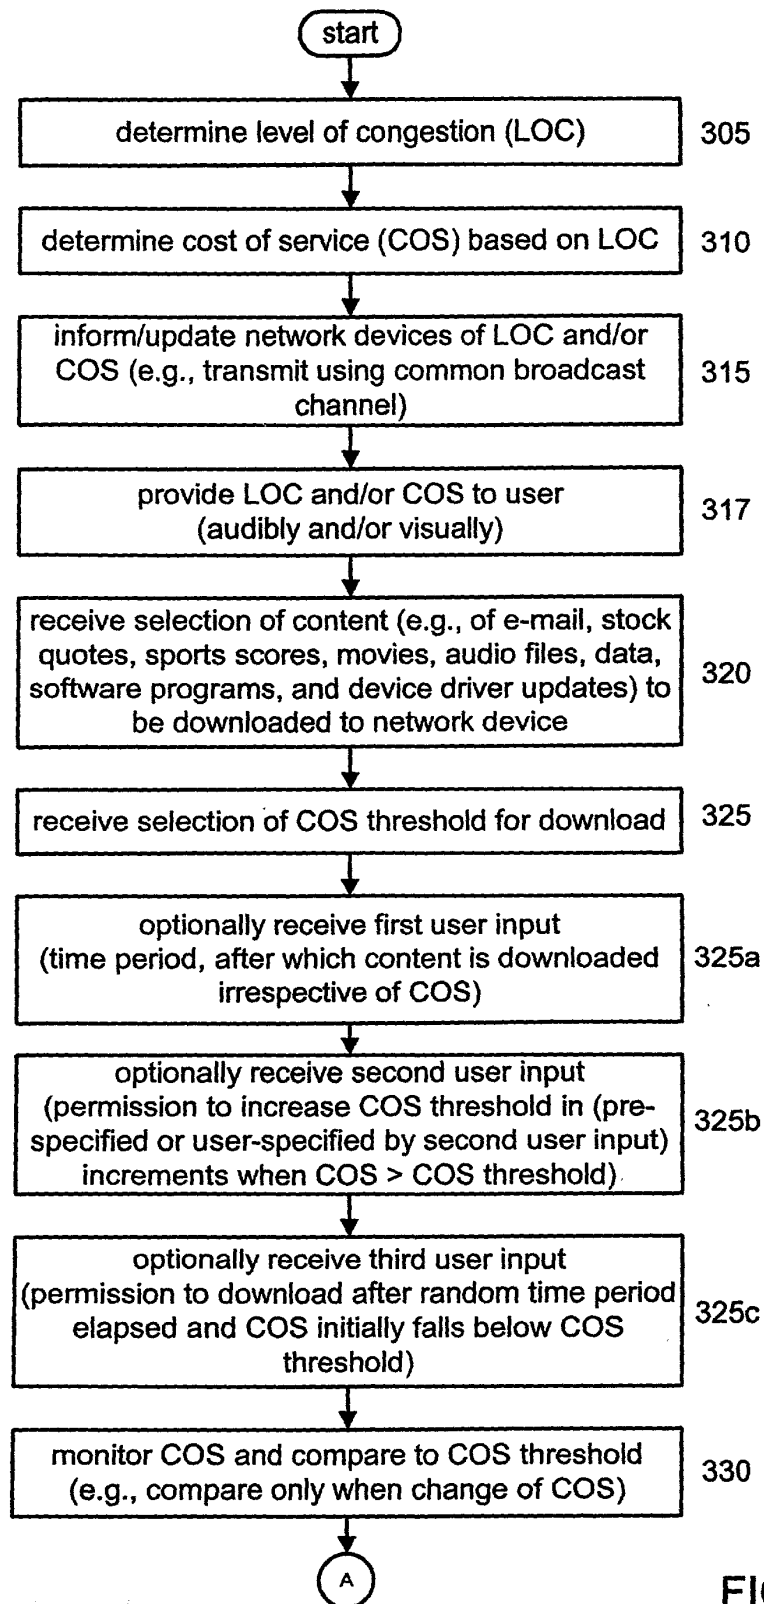 start
determine level of congestion (LOC)
305
determine cost of service (COS) based on LOC
310
inform/update network devices of LOC and/or
COS (e.g., transmit using common broadcast
channel)
315
provide LOC and/or COS to user
(audibly and/or visually)
317
receive selection of content (e.g., of e-mail, stock
quotes, sports scores, movies, audio files, data,
software programs, and device driver updates) to
be downloaded to network device
320
receive selection of COS threshold for download
325
optionally receive first user input
(time period, after which content is downloaded
irrespective of COS)
325a
optionally receive second user input
(permission to increase COS threshold in (pre-
specified or user-specified by second user input)
increments when COS > COS threshold)
325b
optionally receive third user input
(permission to download after random time period
elapsed and COS initially falls below COS
threshold)
325c
monitor COS and compare to COS threshold
(e.g., compare only when change of COS)
330
A